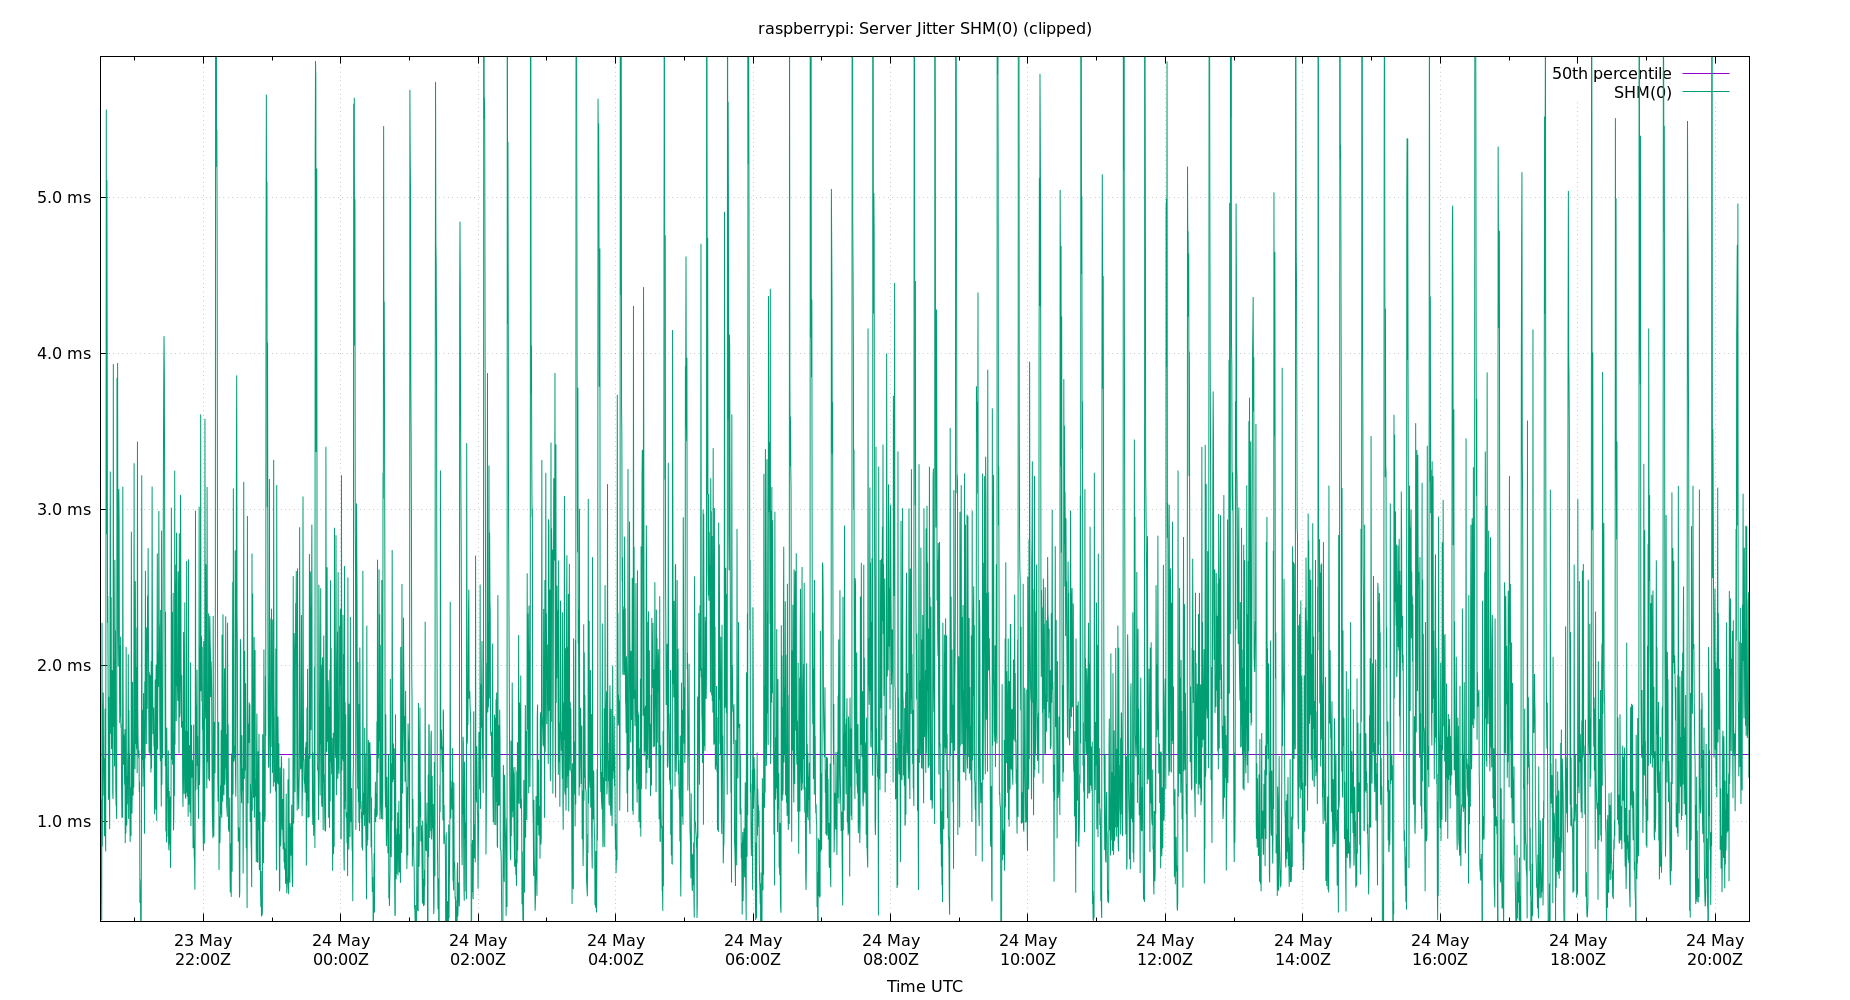 raspberrypi: Server Jitter SHM(0) (clipped)
50th percentile
SHM(0)
5.0 ms
4.0 ms
3.0 ms
2.0 ms
1.0 ms
23 May 24 May 24 May 24 May 24 May 24 May 24 May 24 May 24 May 24 May 24 May 24 May
22:00Z 00:00Z 02:00Z 04:00Z 06:00Z 08:00Z 10:00Z 12:00Z 14:00Z 16:00Z 18:00Z 20:00Z
Time UTC